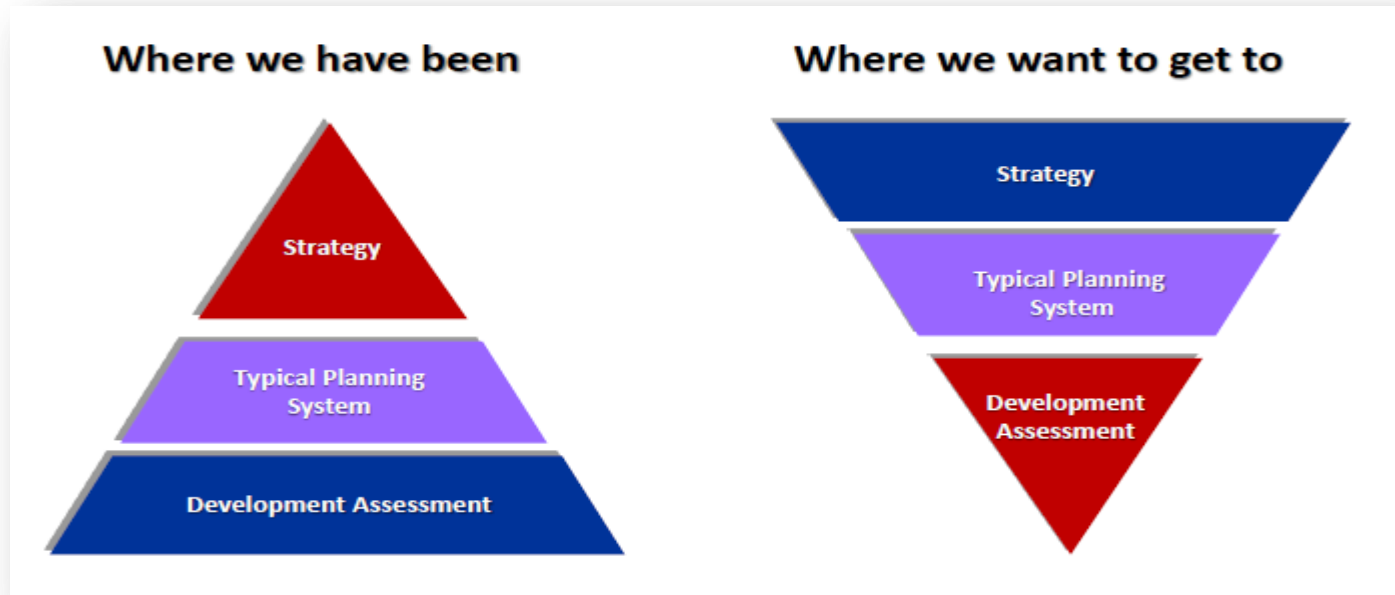 Where we have been
Strategy
Typical Planning
System
Development Assessment
Where we want to get to
Strategy
Typical Planning
System
Development
Assessment